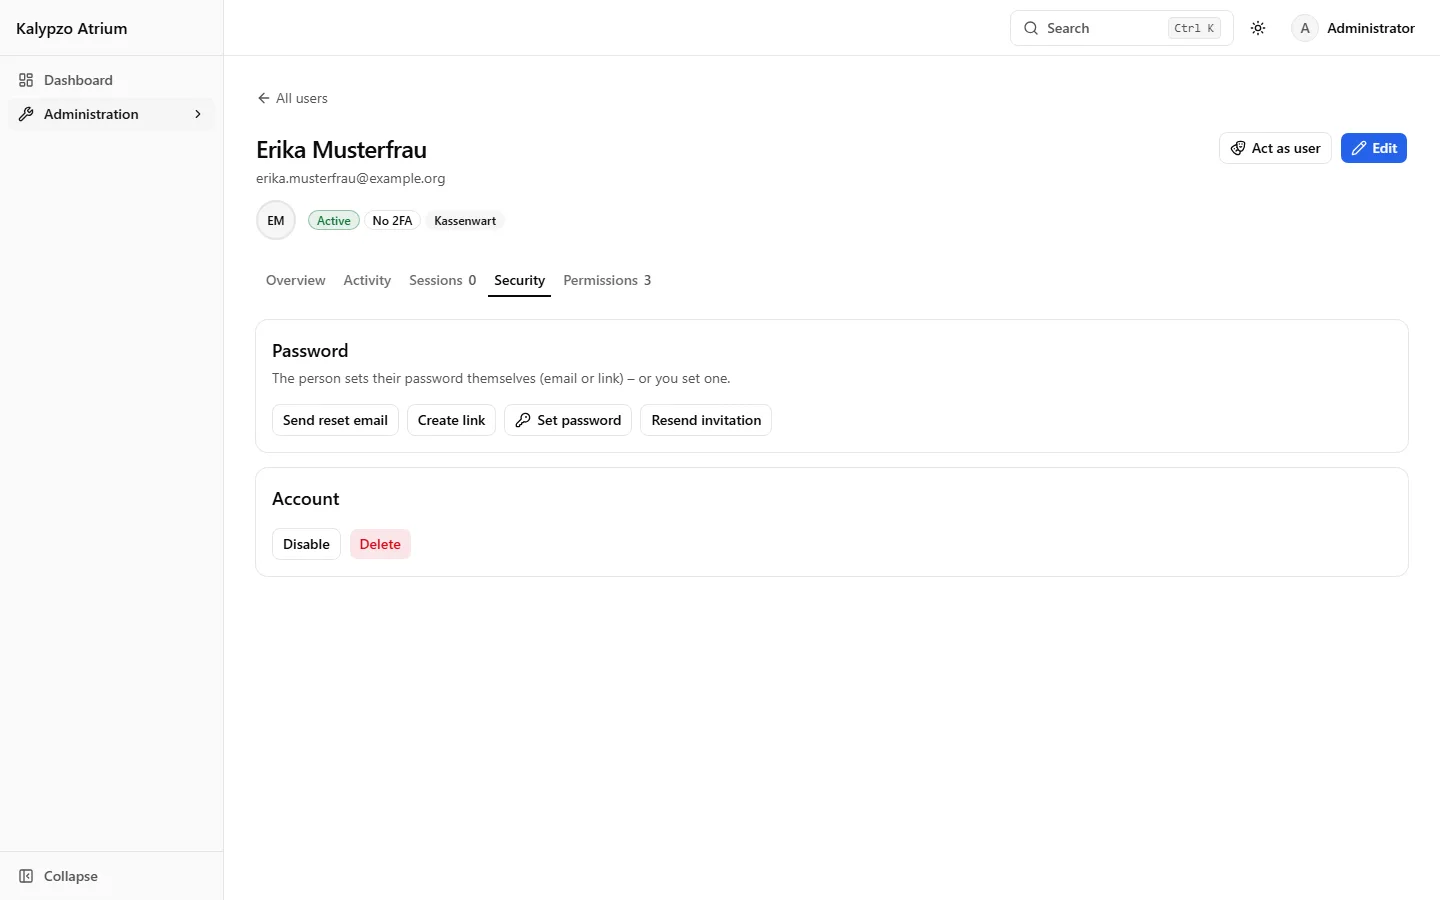 Kalypzo Atrium
Search
Ctrl K
A
Administrator
Dashboard
Administration
Collapse
All users
Erika Musterfrau
erika.musterfrau@example.org
Act as user
Edit
EM
Active
No 2FA
Kassenwart
Overview
Activity
Sessions 0
Security
Permissions 3
Password
The person sets their password themselves (email or link) – or you set one.
Send reset email
Create link
Set password
Resend invitation
Account
Disable
Delete